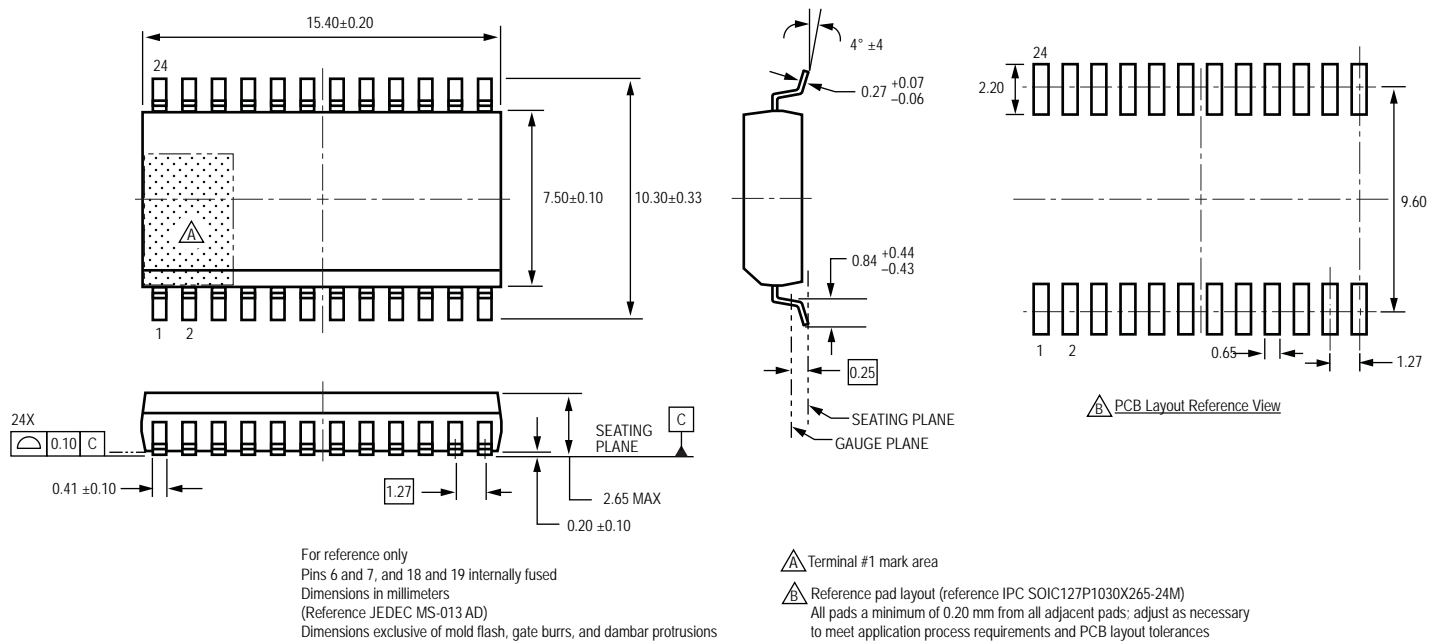 15.40±0.20
24
7.50±0.10
10.30±0.33
A
1 2
4° ±4
0.27 +0.07 −0.06
0.84 +0.44 −0.43
0.25
SEATING PLANE
GAUGE PLANE
24
2.20
9.60
1 2
0.65
1.27
B PCB Layout Reference View
24X
0.10 C
0.41 ±0.10
1.27
SEATING
PLANE
C
2.65 MAX
0.20 ±0.10
For reference only
Pins 6 and 7, and 18 and 19 internally fused
Dimensions in millimeters
(Reference JEDEC MS-013 AD)
Dimensions exclusive of mold flash, gate burrs, and dambar protrusions
A Terminal #1 mark area
B Reference pad layout (reference IPC SOIC127P1030X265-24M)
All pads a minimum of 0.20 mm from all adjacent pads; adjust as necessary
to meet application process requirements and PCB layout tolerances